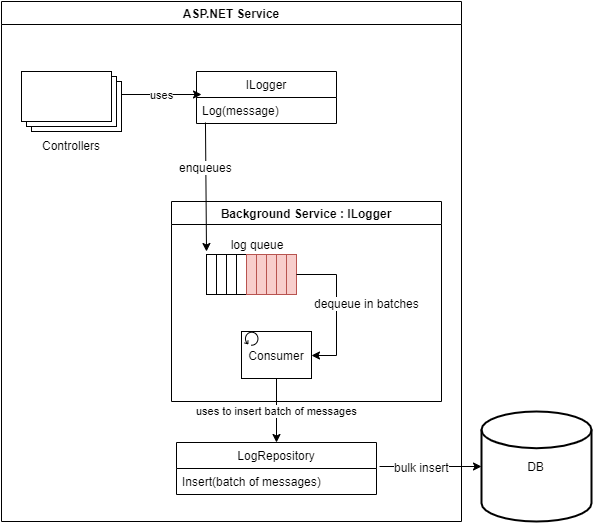 ASP.NET Service
ILogger
uses
Log(message)
Controllers
enqueues
Background Service : ILogger
log queue
dequeue in batches
Consumer
uses to insert batch of messages
LogRepository
bulk insert
DB
Insert(batch of messages)